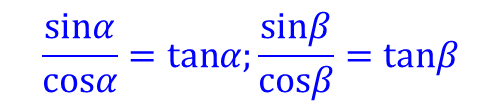 sinα/cosα = tanα; sinβ/cosβ = tanβ